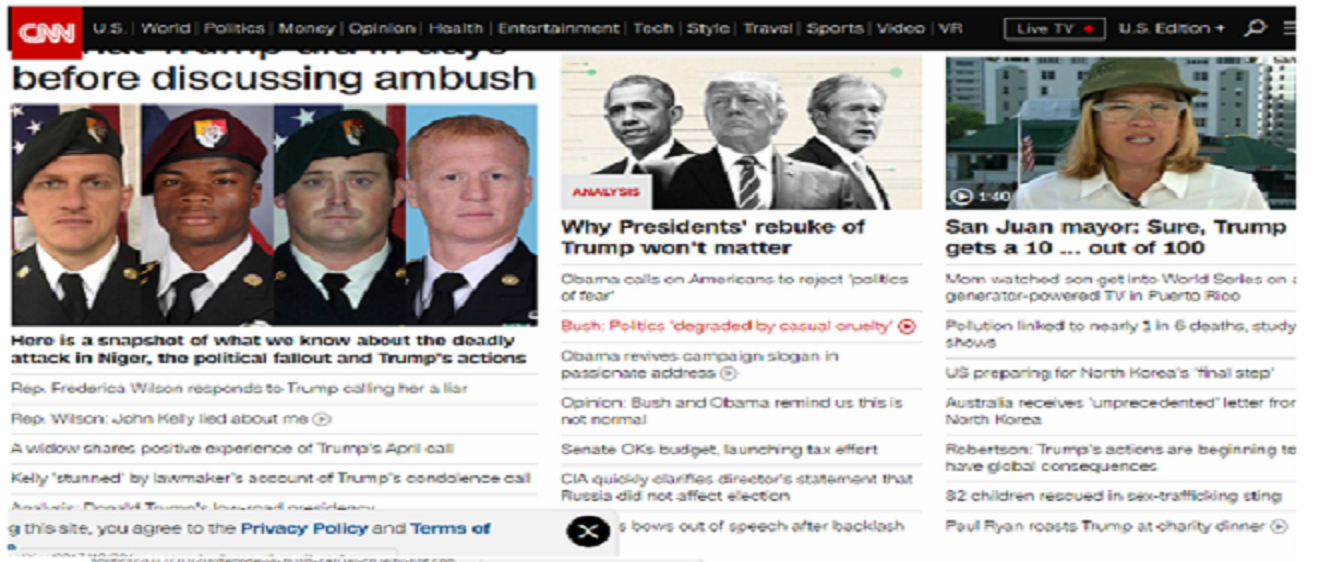 CNN
U.S. | World | Politics | Money | Opinion | Health | Entertainment | Tech | Style | Travel | Sports | Video | VR
Live TV
U.S. Edition +
before discussing ambush
Here is a snapshot of what we know about the deadly
attack in Niger, the political fallout and Trump's actions
Rep. Frederica Wilson responds to Trump calling her a liar
Rep. Wilson: John Kelly lied about me
A widow shares positive experience of Trump's April call
Kelly 'stunned' by lawmaker's account of Trump's condolence call
Analysis: Donald Trump's low-road presidency
g this site, you agree to the Privacy Policy and Terms of
ANALYSIS
Why Presidents' rebuke of
Trump won't matter
Obama calls on Americans to reject 'politics
of fear'
Bush: Politics 'degraded by casual cruelty'
Obama revives campaign slogan in
passionate address
Opinion: Bush and Obama remind us this is
not normal
Senate OKs budget, launching tax effort
CIA quickly clarifies director's statement that
Russia did not affect election
s bows out of speech after backlash
1:40
San Juan mayor: Sure, Trump
gets a 10 ... out of 100
Mom watched son get into World Series on a
generator-powered TV in Puerto Rico
Pollution linked to nearly 1 in 6 deaths, study
shows
US preparing for North Korea's 'final step'
Australia receives 'unprecedented' letter from
North Korea
Robertson: Trump's actions are beginning to
have global consequences
82 children rescued in sex-trafficking sting
Paul Ryan roasts Trump at charity dinner